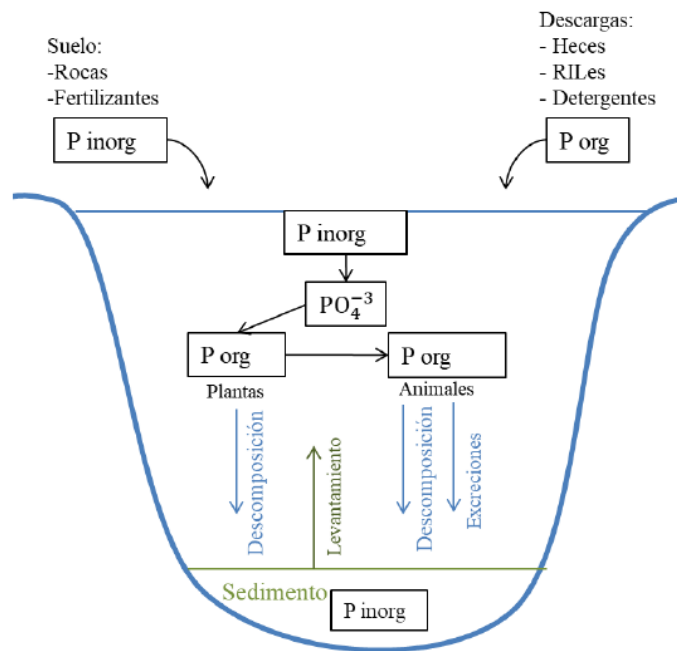 Suelo:
-Rocas
-Fertilizantes
P inorg
Descargas:
- Heces
- RILes
- Detergentes
P org
P inorg
PO₄⁻³
P org
Plantas
P org
Animales
Descomposición
Levantamiento
Descomposición
Excreciones
Sedimento
P inorg